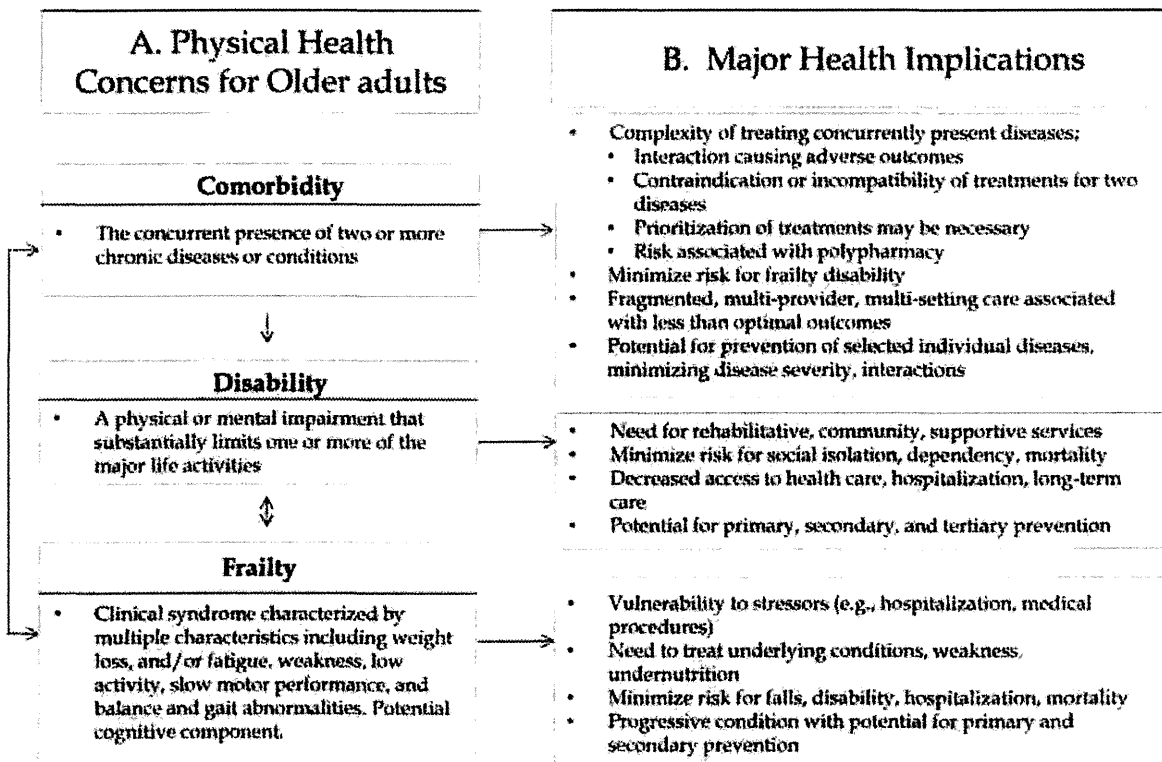 A. Physical Health
Concerns for Older adults
Comorbidity
• The concurrent presence of two or more
chronic diseases or conditions
Disability
• A physical or mental impairment that
substantially limits one or more of the
major life activities
Frailty
• Clinical syndrome characterized by
multiple characteristics including weight
loss, and/or fatigue, weakness, low
activity, slow motor performance, and
balance and gait abnormalities. Potential
cognitive component.
B. Major Health Implications
• Complexity of treating concurrently present diseases;
• Interaction causing adverse outcomes
• Contraindication or incompatibility of treatments for two
diseases
• Prioritization of treatments may be necessary
• Risk associated with polypharmacy
• Minimize risk for frailty disability
• Fragmented, multi-provider, multi-setting care associated
with less than optimal outcomes
• Potential for prevention of selected individual diseases,
minimizing disease severity, interactions
• Need for rehabilitative, community, supportive services
• Minimize risk for social isolation, dependency, mortality
• Decreased access to health care, hospitalization, long-term
care
• Potential for primary, secondary, and tertiary prevention
• Vulnerability to stressors (e.g., hospitalization, medical
procedures)
• Need to treat underlying conditions, weakness,
undernutrition
• Minimize risk for falls, disability, hospitalization, mortality
• Progressive condition with potential for primary and
secondary prevention